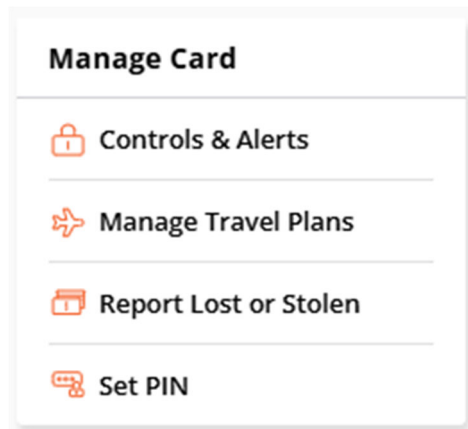 Manage Card
Controls & Alerts
Manage Travel Plans
Report Lost or Stolen
Set PIN